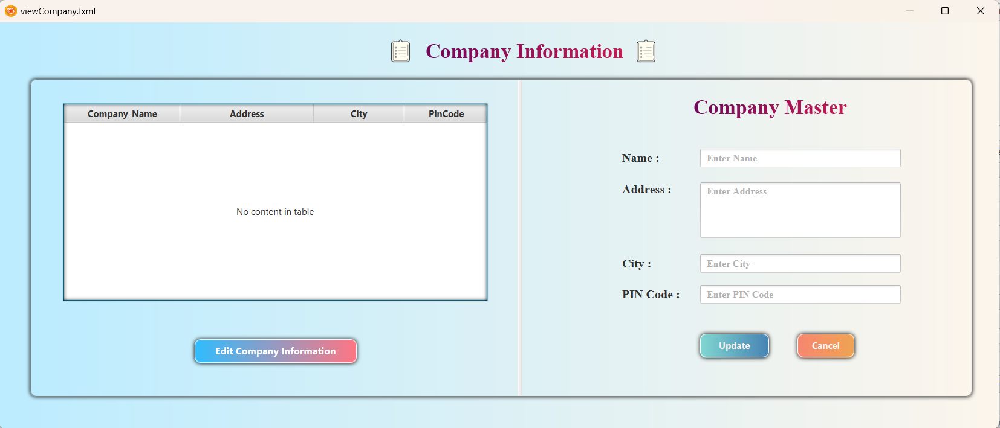 viewCompany.fxml
Company Information
Company_Name Address City PinCode
No content in table
Edit Company Information
Company Master
Name : Enter Name
Address : Enter Address
City : Enter City
PIN Code : Enter PIN Code
Update Cancel